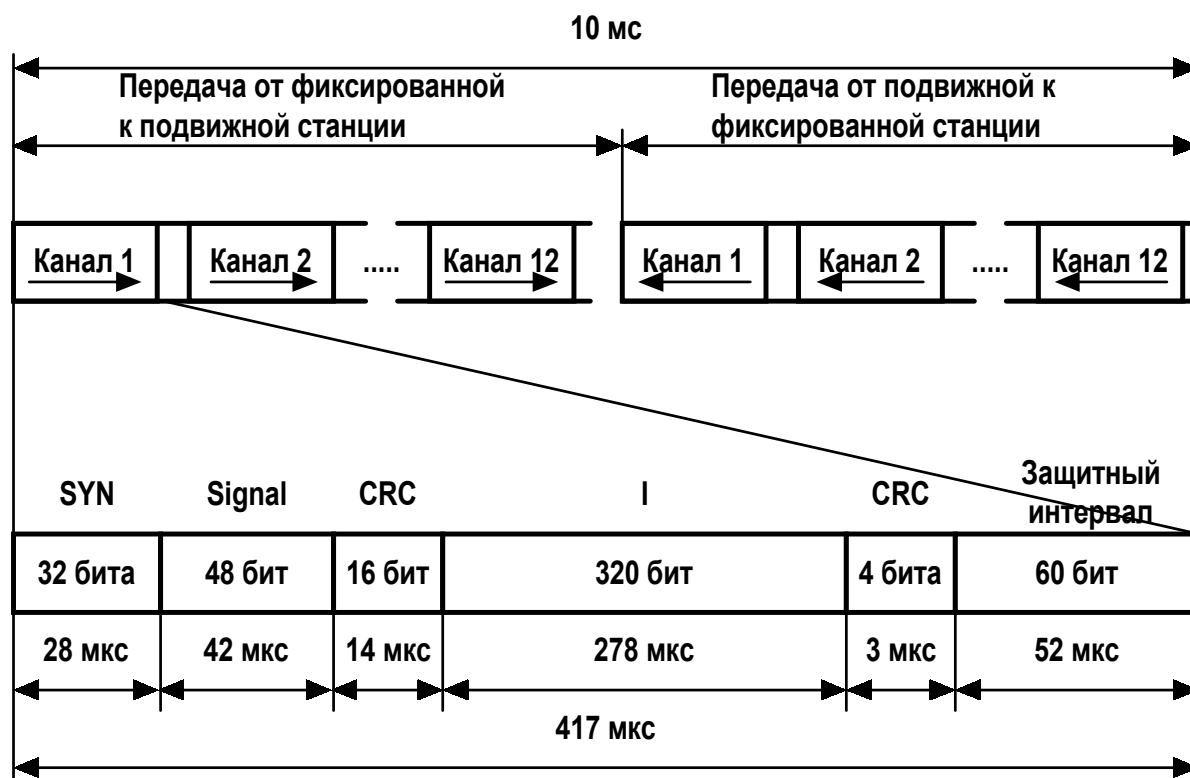 10 мс
Передача от фиксированной
к подвижной станции
Передача от подвижной к
фиксированной станции
Канал 1
Канал 2
.....
Канал 12
Канал 1
Канал 2
.....
Канал 12
SYN
Signal
CRC
I
CRC
Защитный
интервал
32 бита
48 бит
16 бит
320 бит
4 бита
60 бит
28 мкс
42 мкс
14 мкс
278 мкс
3 мкс
52 мкс
417 мкс